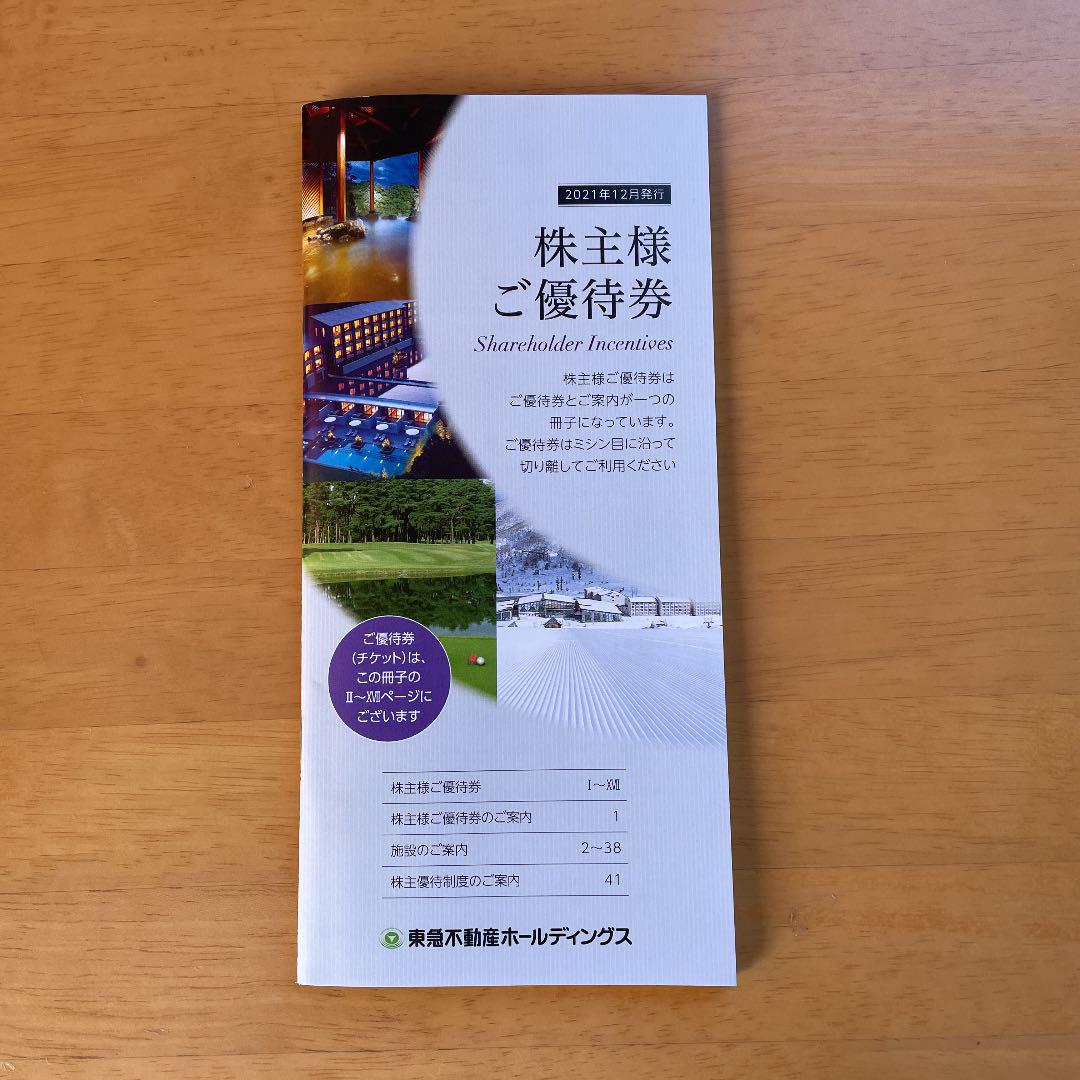 2021年12月発行
株主様
ご優待券
Shareholder Incentives
株主様ご優待券は
ご優待券とご案内が一つの
冊子になっています。
ご優待券はミシン目に沿って
切り離してご利用ください
ご優待券
(チケット)は、
この冊子の
Ⅱ～ⅩⅦページに
ございます
株主様ご優待券 Ⅰ～ⅩⅦ
株主様ご優待券のご案内 1
施設のご案内 2～38
株主優待制度のご案内 41
東急不動産ホールディングス